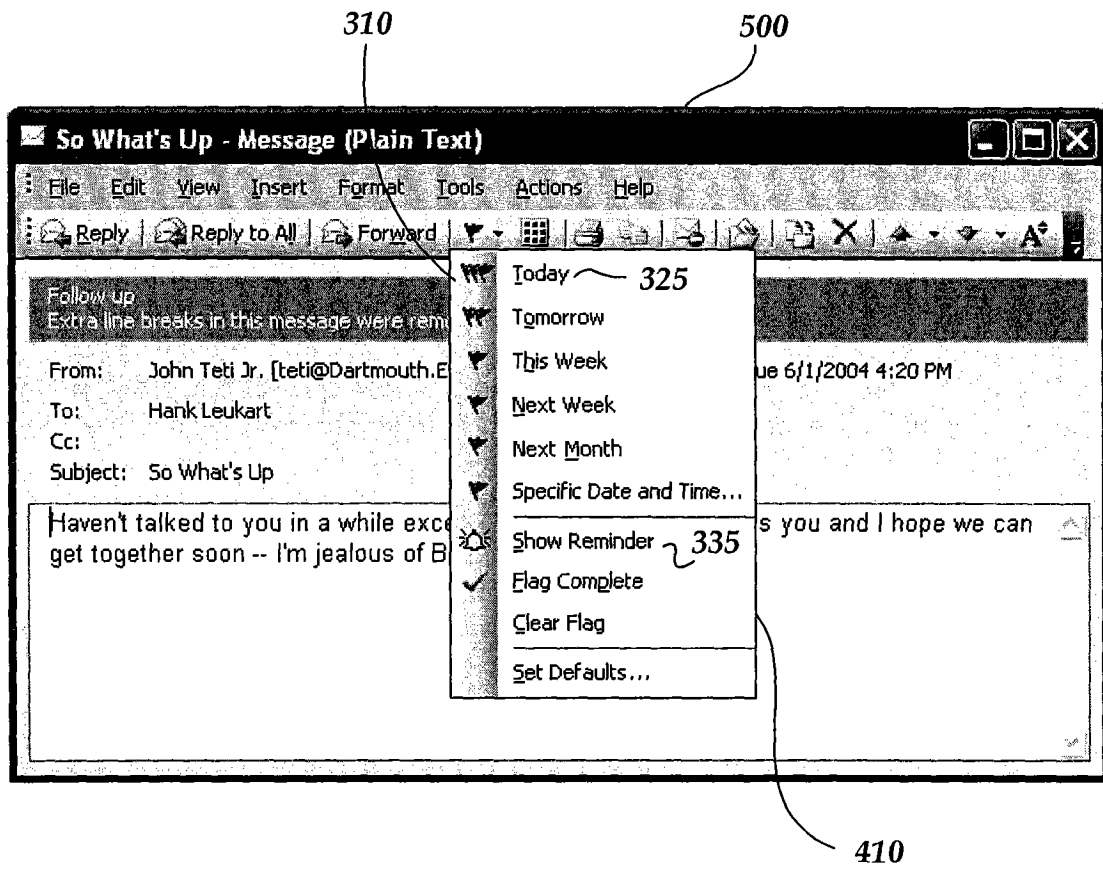 310
500
So What's Up - Message (Plain Text)
File Edit View Insert Format Tools Actions Help
Reply Reply to All Forward
Today 325
Tomorrow
This Week
Next Week
Next Month
Specific Date and Time...
Show Reminder 335
Flag Complete
Clear Flag
Set Defaults...
Follow up
Extra line breaks in this message were
From: John Teti Jr. [teti@Dartmouth.E ue 6/1/2004 4:20 PM
To: Hank Leukart
Cc:
Subject: So What's Up
Haven't talked to you in a while exce s you and I hope we can
get together soon -- I'm jealous of B
410